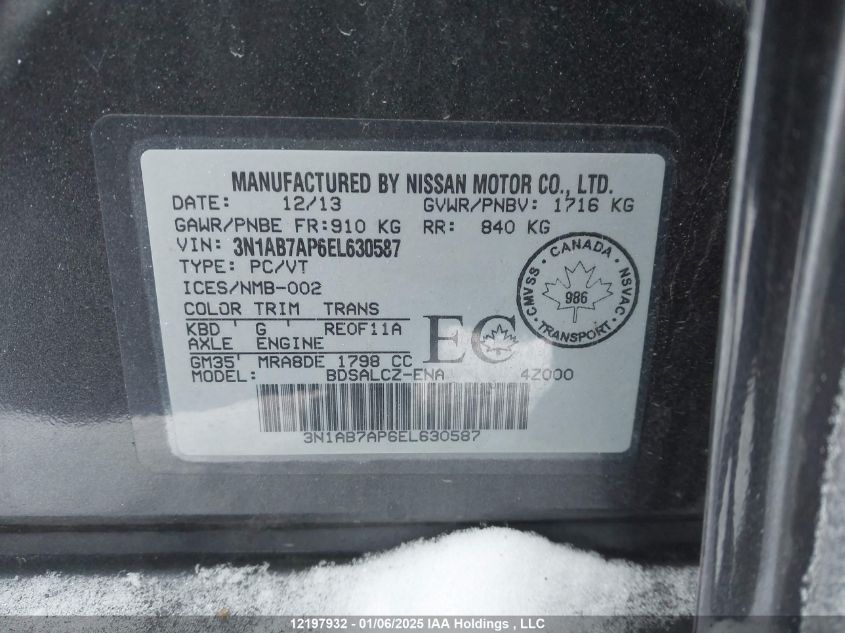 MANUFACTURED BY NISSAN MOTOR CO., LTD.
DATE: 12/13 GVWR/PNBV: 1716 KG
GAWR/PNBE FR:910 KG RR: 840 KG
VIN: 3N1AB7AP6EL630587
TYPE: PC/VT
ICES/NMB-002
COLOR TRIM TRANS
KBD ' G ' RE0F11A
AXLE ENGINE
GM35' MRA8DE 1798 CC
MODEL: BDSALCZ-ENA 4Z000
EC
CANADA
CMVSS NSVAC
986
TRANSPORT
3N1AB7AP6EL630587
12197932 - 01/06/2025 IAA Holdings , LLC